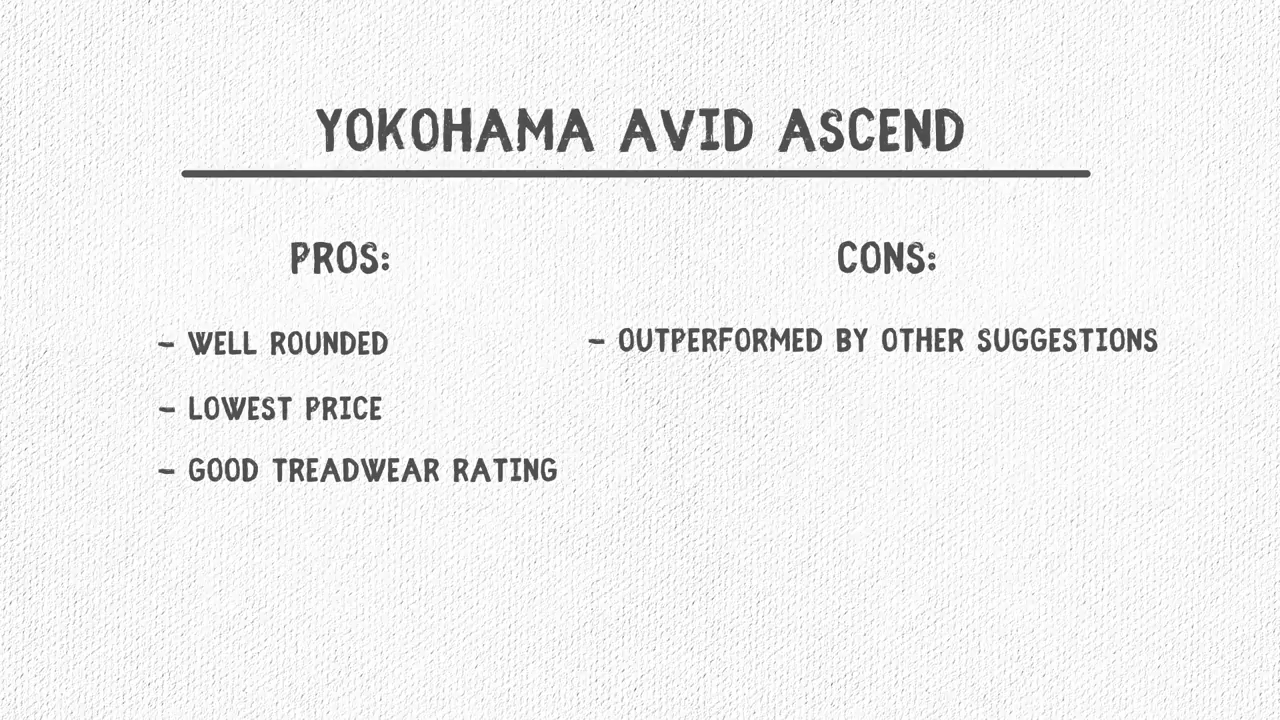 YOKOHAMA AVID ASCEND
PROS:
- WELL ROUNDED
- LOWEST PRICE
- GOOD TREADWEAR RATING
CONS:
- OUTPERFORMED BY OTHER SUGGESTIONS